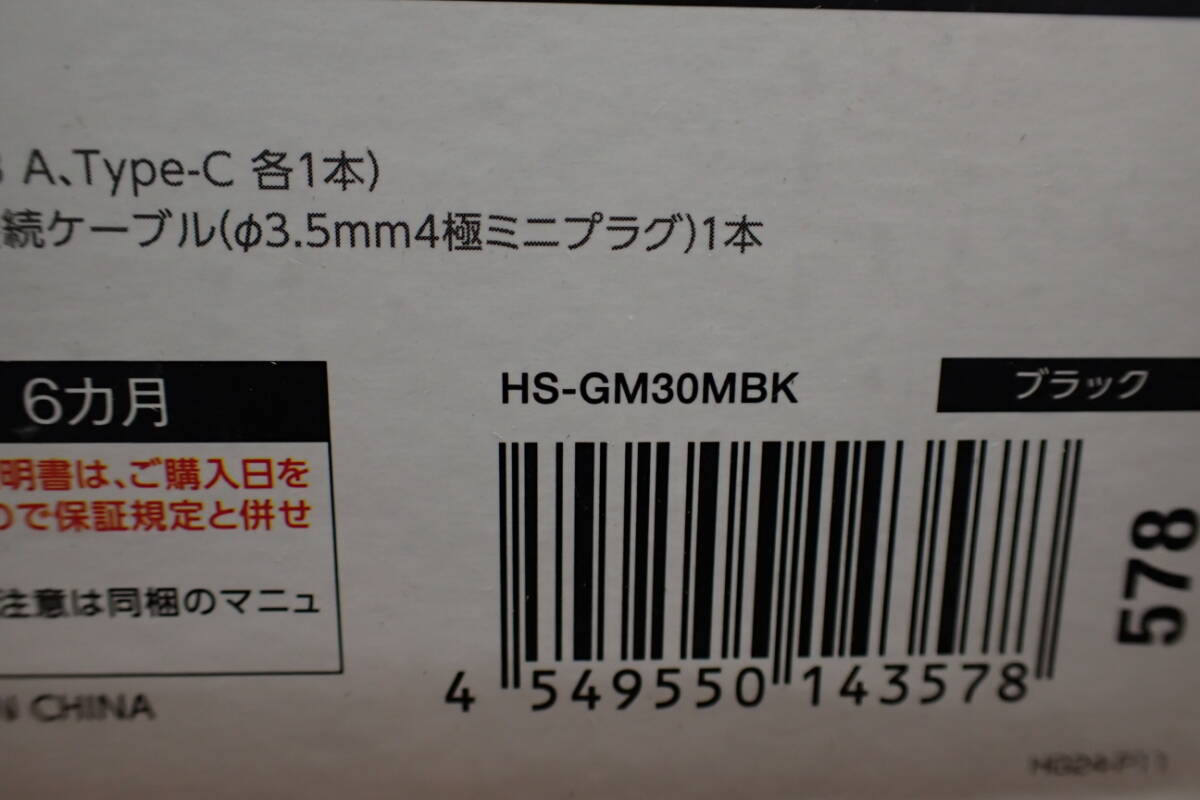 A、Type-C 各1本)
続ケーブル(φ3.5mm4極ミニプラグ)1本
6カ月
明書は、ご購入日を
ので保証規定と併せ
注意は同梱のマニュ
CHINA
HS-GM30MBK
ブラック
4 549550 143578
578